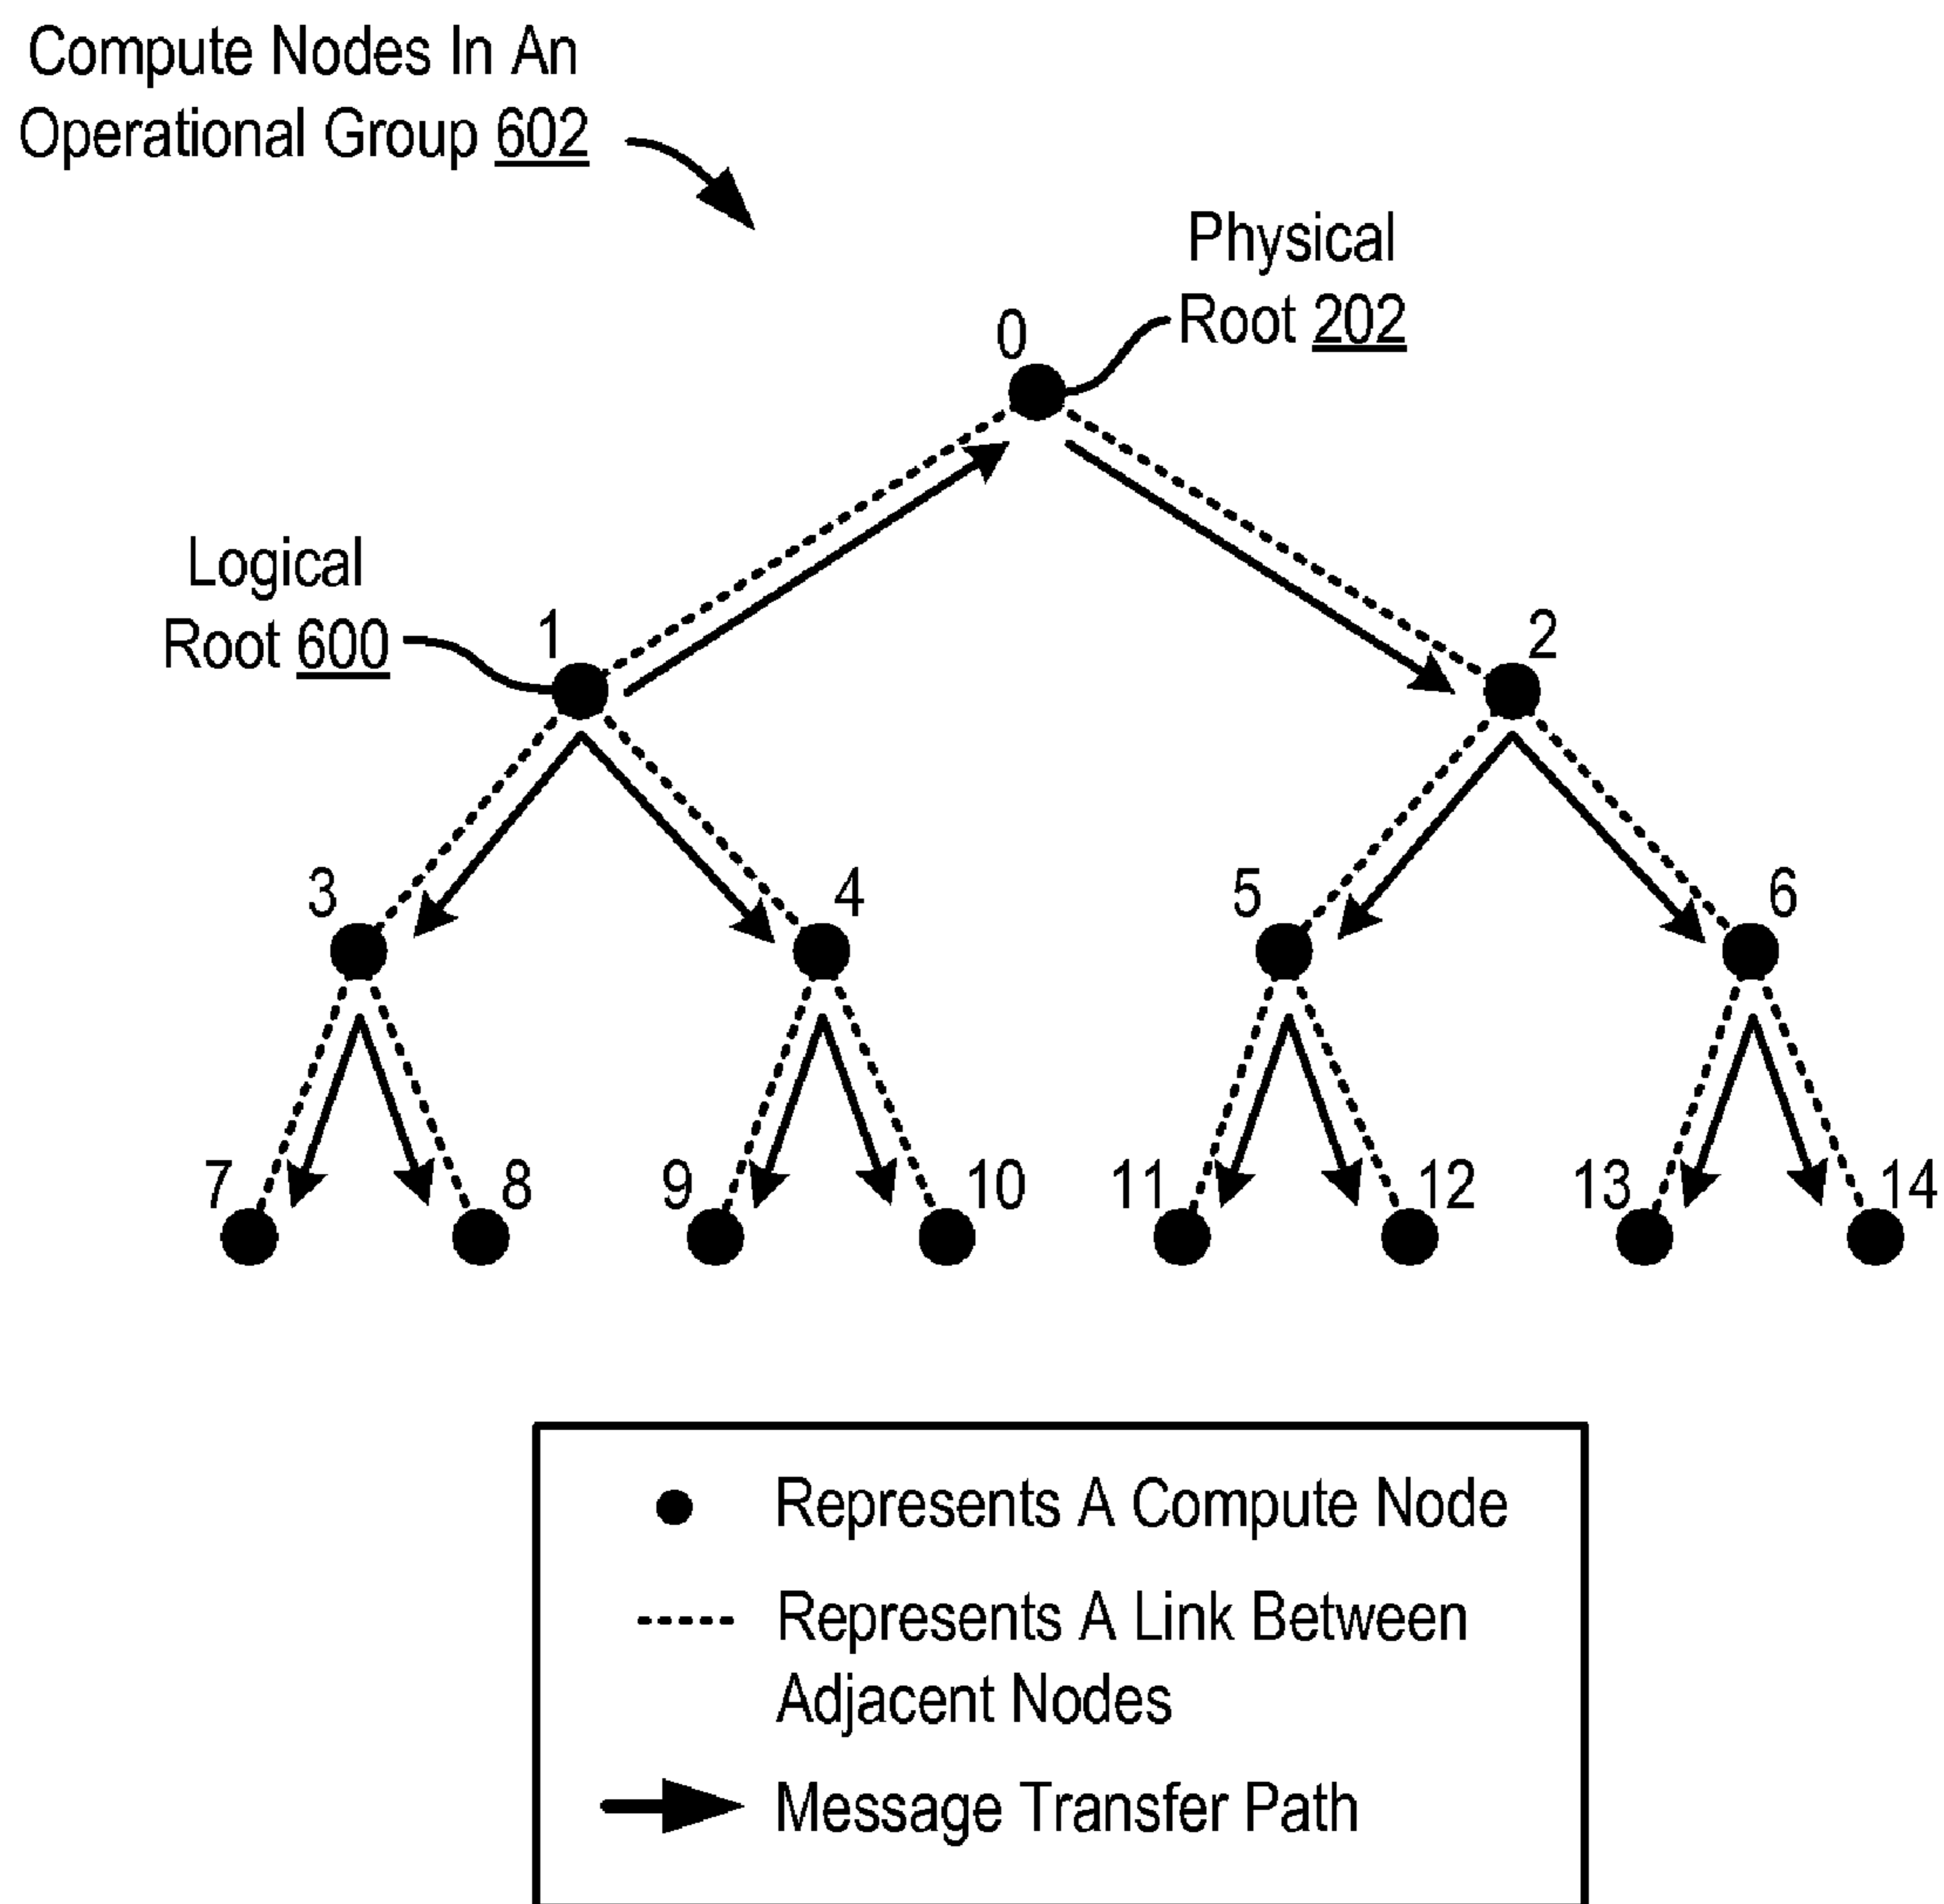 Compute Nodes In An
Operational Group 602
Physical
Root 202
0
Logical
Root 600
1
2
3
4
5
6
7
8
9
10
11
12
13
14
Represents A Compute Node
Represents A Link Between
Adjacent Nodes
Message Transfer Path